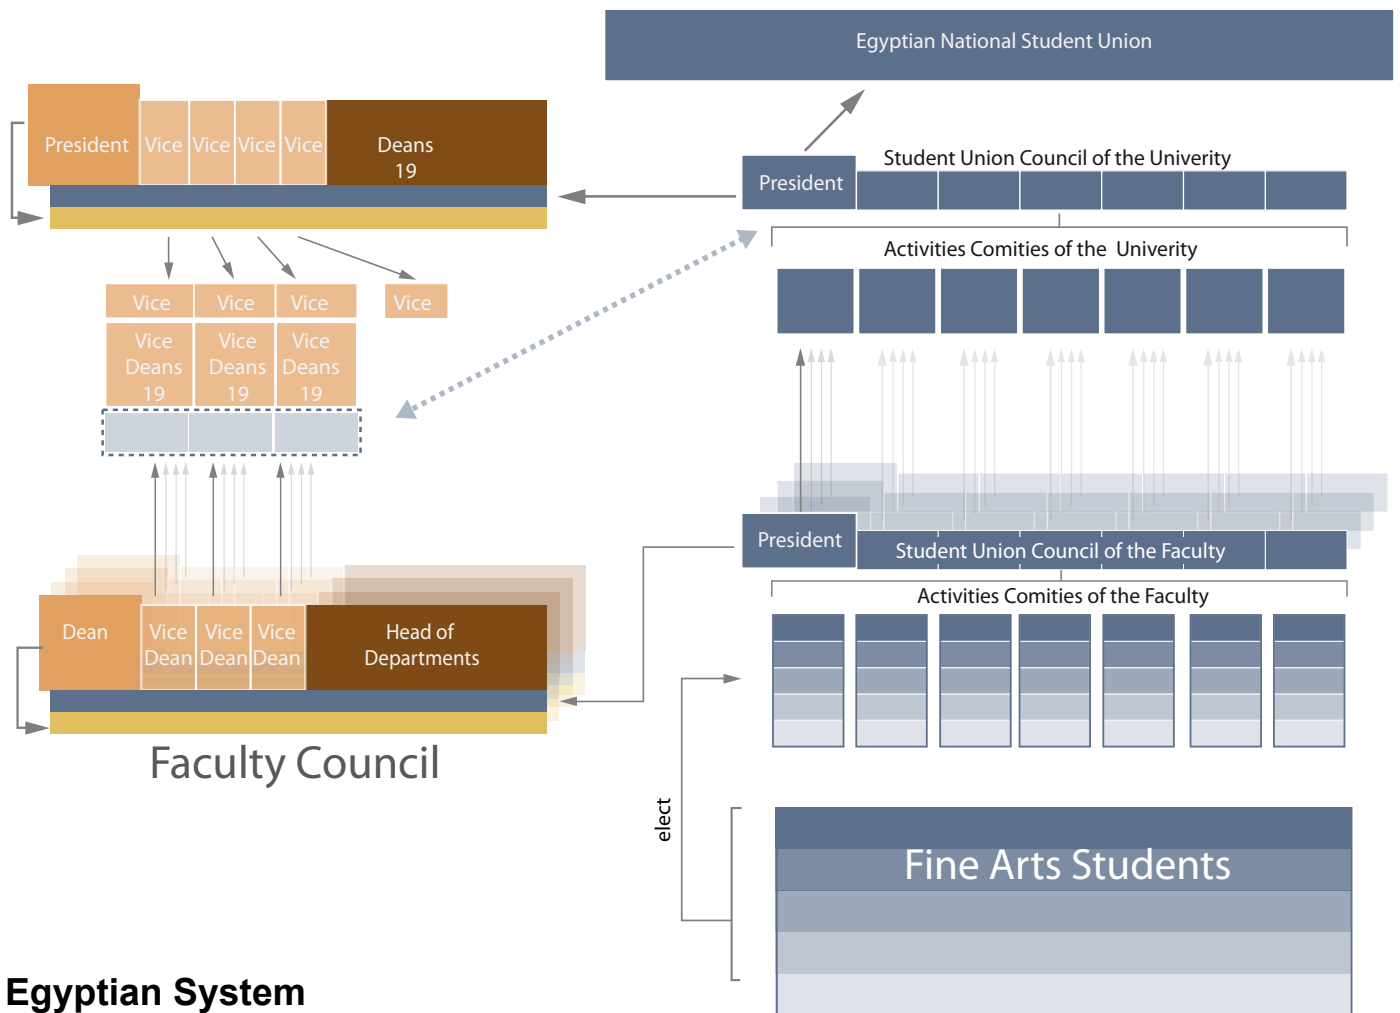 Egyptian National Student Union
President
Vice
Vice
Vice
Vice
Deans
19
Student Union Council of the Univerity
President
Activities Comities of the Univerity
Vice
Vice
Vice
Vice
Vice
Deans
19
Vice
Deans
19
Vice
Deans
19
President
Student Union Council of the Faculty
Activities Comities of the Faculty
Dean
Vice
Dean
Vice
Dean
Vice
Dean
Head of
Departments
Faculty Council
elect
Fine Arts Students
Egyptian System